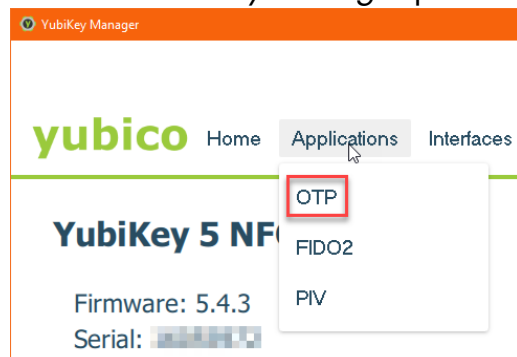 YubiKey Manager
yubico Home Applications Interfaces
OTP
YubiKey 5 NF
FIDO2
PIV
Firmware: 5.4.3
Serial: